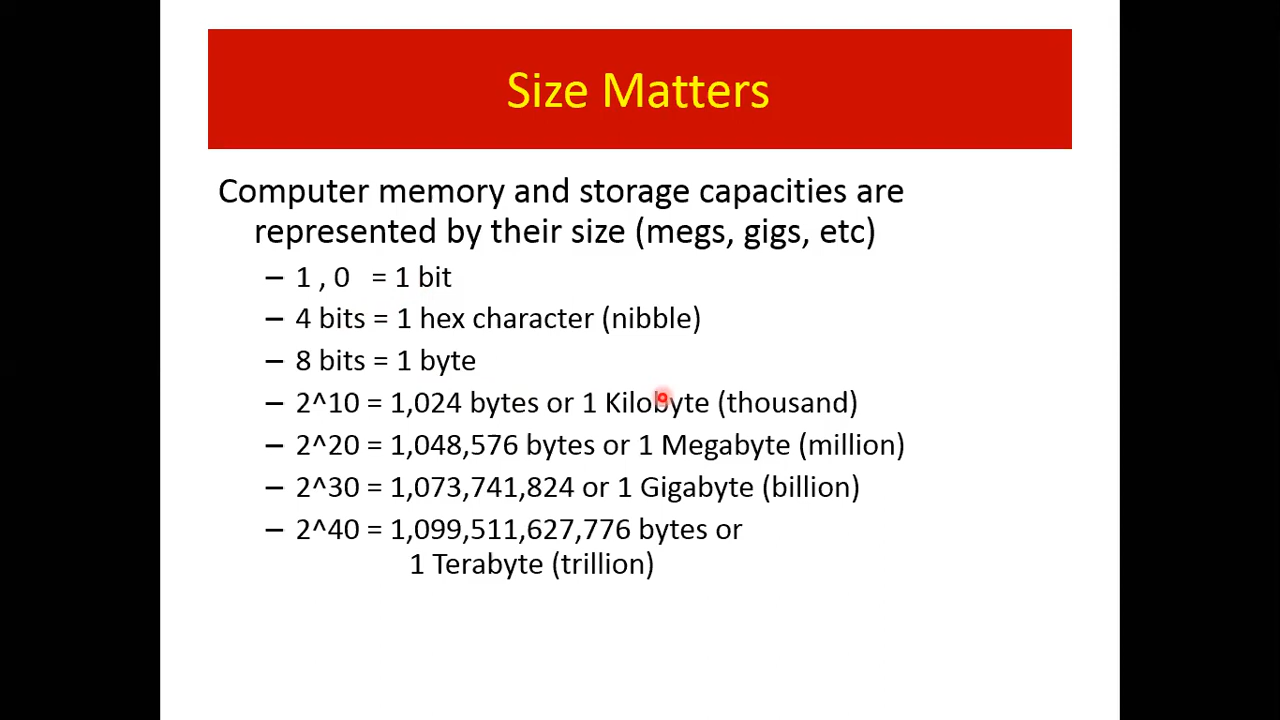 Size Matters
Computer memory and storage capacities are
represented by their size (megs, gigs, etc)
– 1 , 0 = 1 bit
– 4 bits = 1 hex character (nibble)
– 8 bits = 1 byte
– 2^10 = 1,024 bytes or 1 Kilobyte (thousand)
– 2^20 = 1,048,576 bytes or 1 Megabyte (million)
– 2^30 = 1,073,741,824 or 1 Gigabyte (billion)
– 2^40 = 1,099,511,627,776 bytes or
1 Terabyte (trillion)